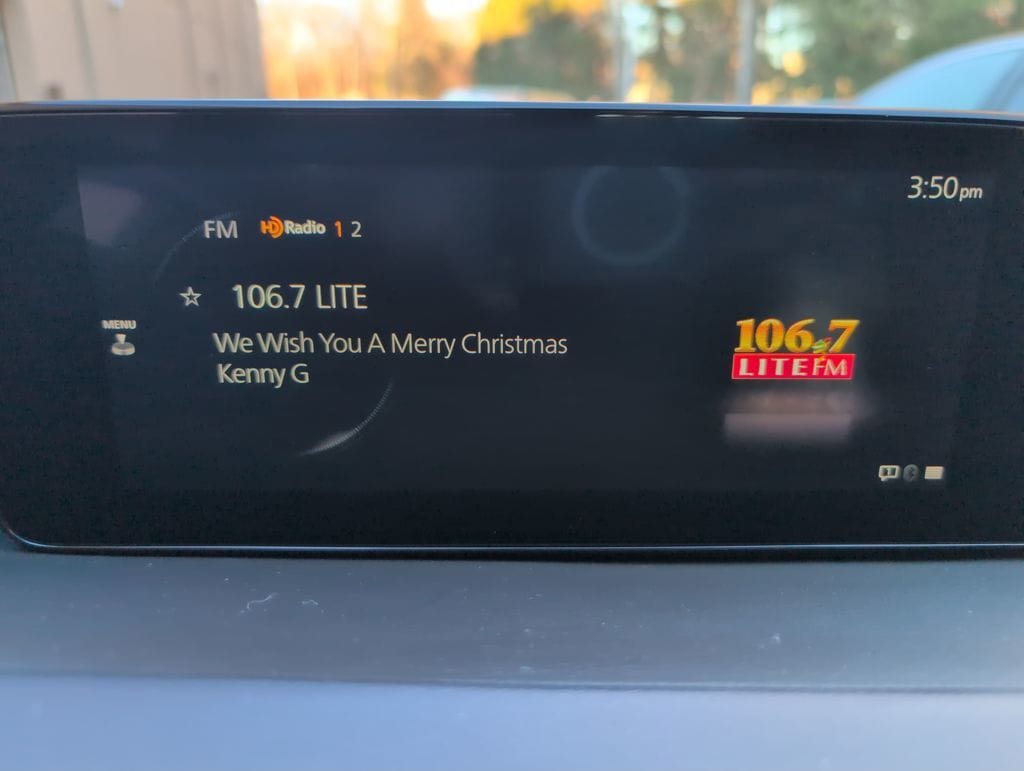 3:50pm
FM HD Radio 1 2
106.7 LITE
MENU
We Wish You A Merry Christmas
Kenny G
106.7
LITE FM